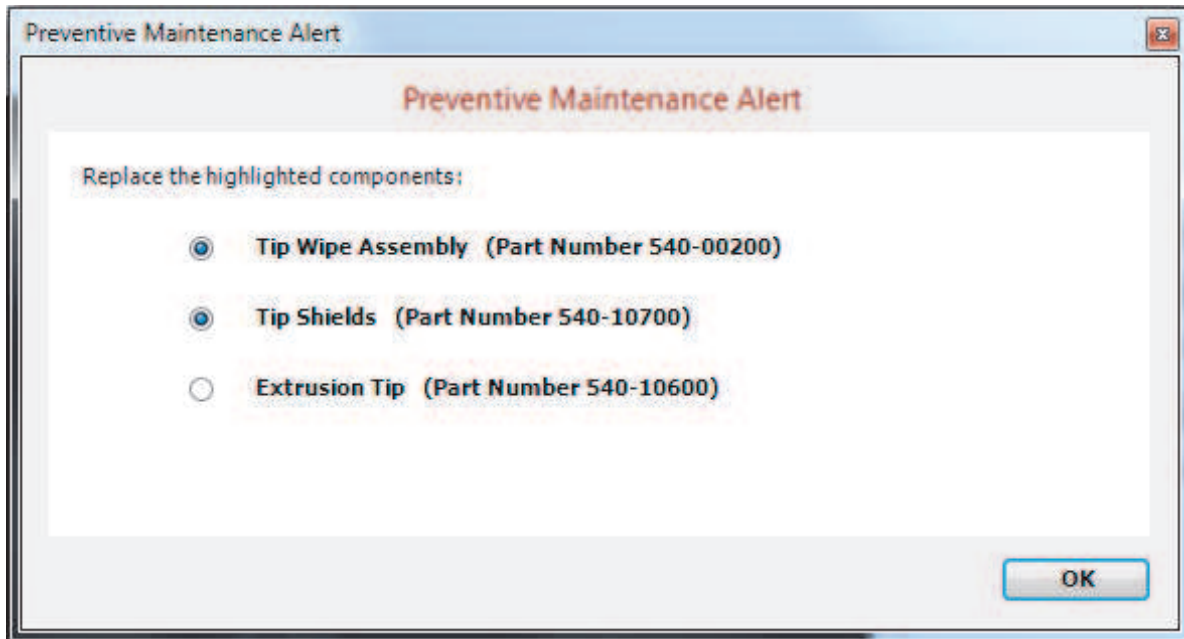 Preventive Maintenance Alert
Preventive Maintenance Alert
Replace the highlighted components:
Tip Wipe Assembly (Part Number 540-00200)
Tip Shields (Part Number 540-10700)
Extrusion Tip (Part Number 540-10600)
OK